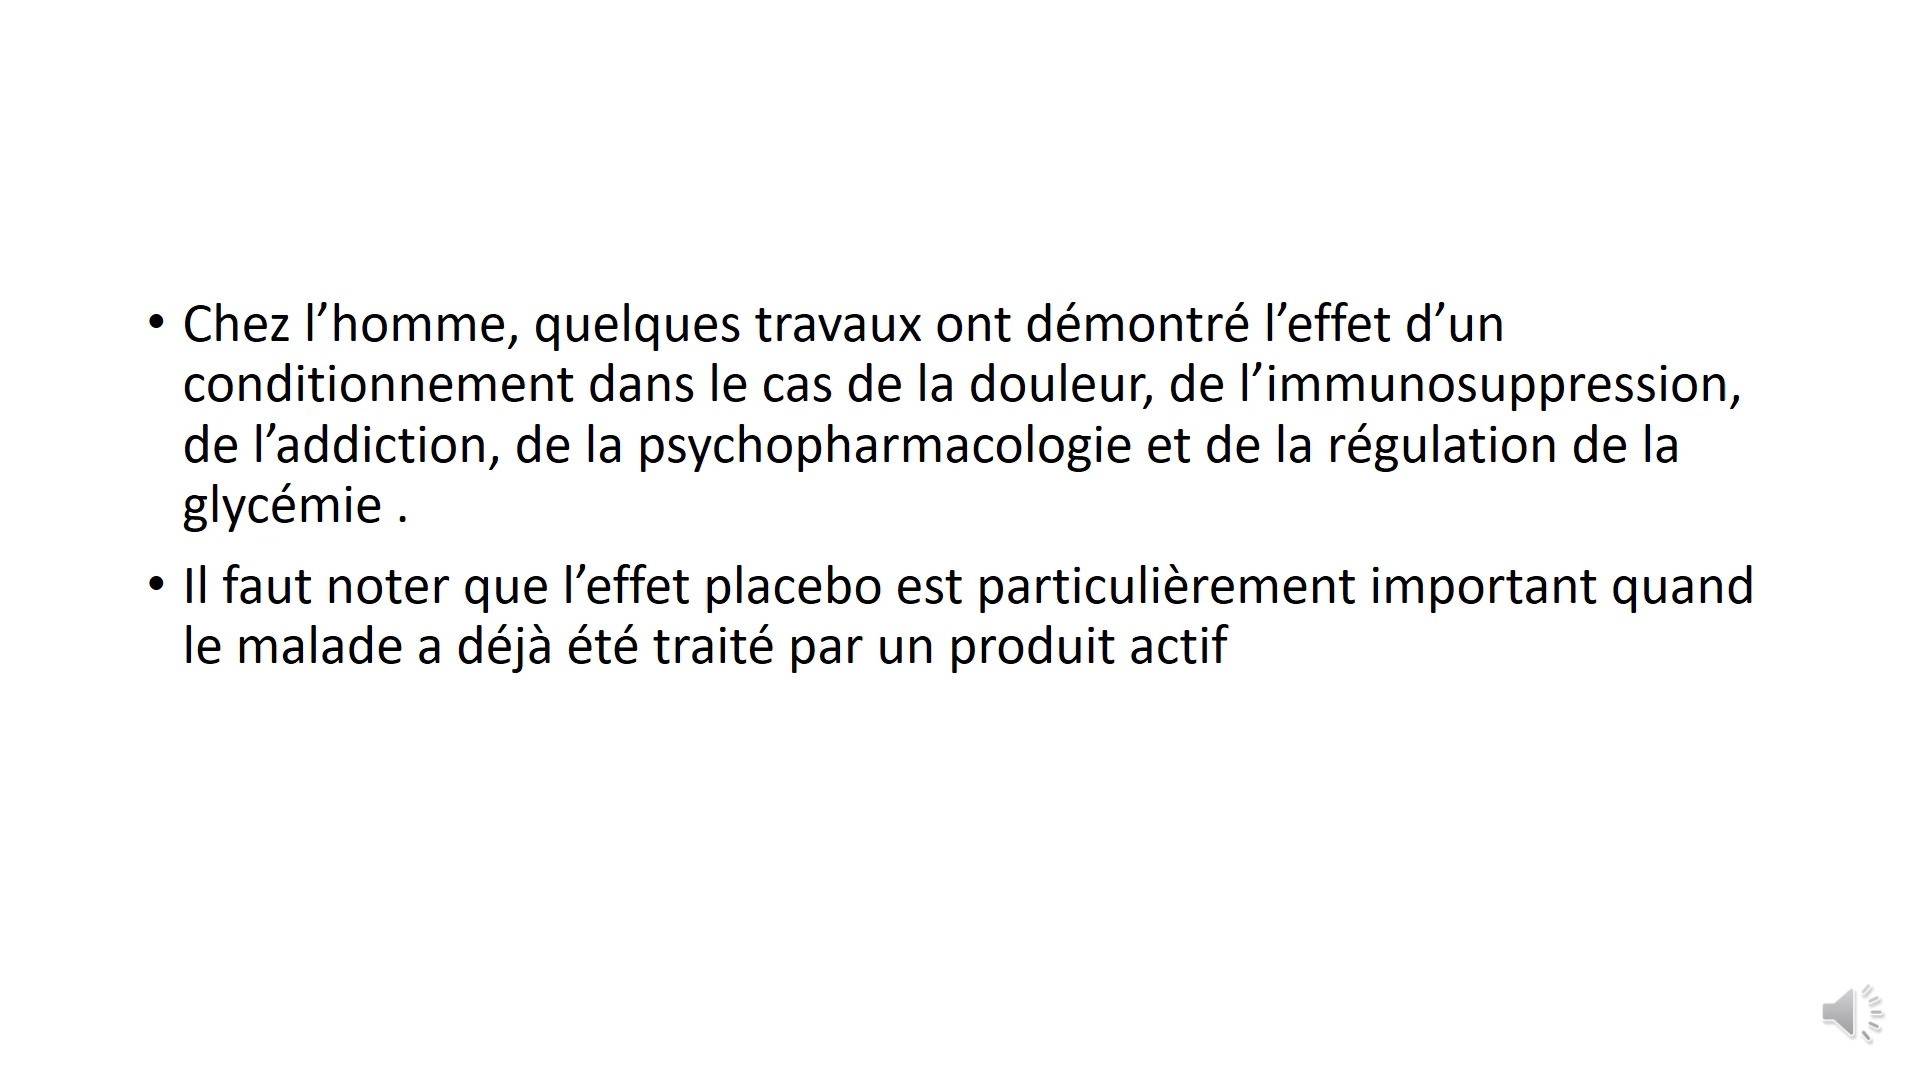 • Chez l’homme, quelques travaux ont démontré l’effet d’un
conditionnement dans le cas de la douleur, de l’immunosuppression,
de l’addiction, de la psychopharmacologie et de la régulation de la
glycémie .
• Il faut noter que l’effet placebo est particulièrement important quand
le malade a déjà été traité par un produit actif